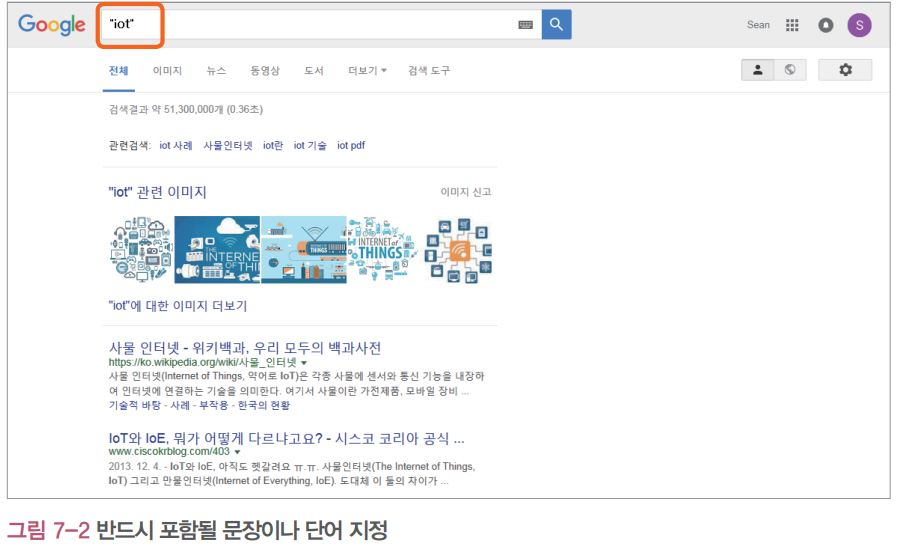 Google "iot" Sean S
전체 이미지 뉴스 동영상 도서 더보기 검색 도구
검색결과 약 51,300,000개 (0.36초)
관련검색: iot 사례 사물인터넷 iot란 iot 기술 iot pdf
"iot" 관련 이미지 이미지 신고
THE INTERNET OF THI
THINGS
INTERNET of THINGS
"iot"에 대한 이미지 더보기
사물 인터넷 - 위키백과, 우리 모두의 백과사전
https://ko.wikipedia.org/wiki/사물_인터넷
사물 인터넷(Internet of Things, 약어로 IoT)은 각종 사물에 센서와 통신 기능을 내장하
여 인터넷에 연결하는 기술을 의미한다. 여기서 사물이란 가전제품, 모바일 장비 ...
기술적 바탕 - 사례 - 부작용 - 한국의 현황
IoT와 IoE, 뭐가 어떻게 다르냐고요? - 시스코 코리아 공식 ...
www.ciscokrblog.com/403
2013. 12. 4. - IoT와 IoE, 아직도 헷갈려요 ㅠ.ㅠ. 사물인터넷(The Internet of Things,
IoT) 그리고 만물인터넷(Internet of Everything, IoE). 도대체 이 둘의 차이가 ...
그림 7-2 반드시 포함될 문장이나 단어 지정